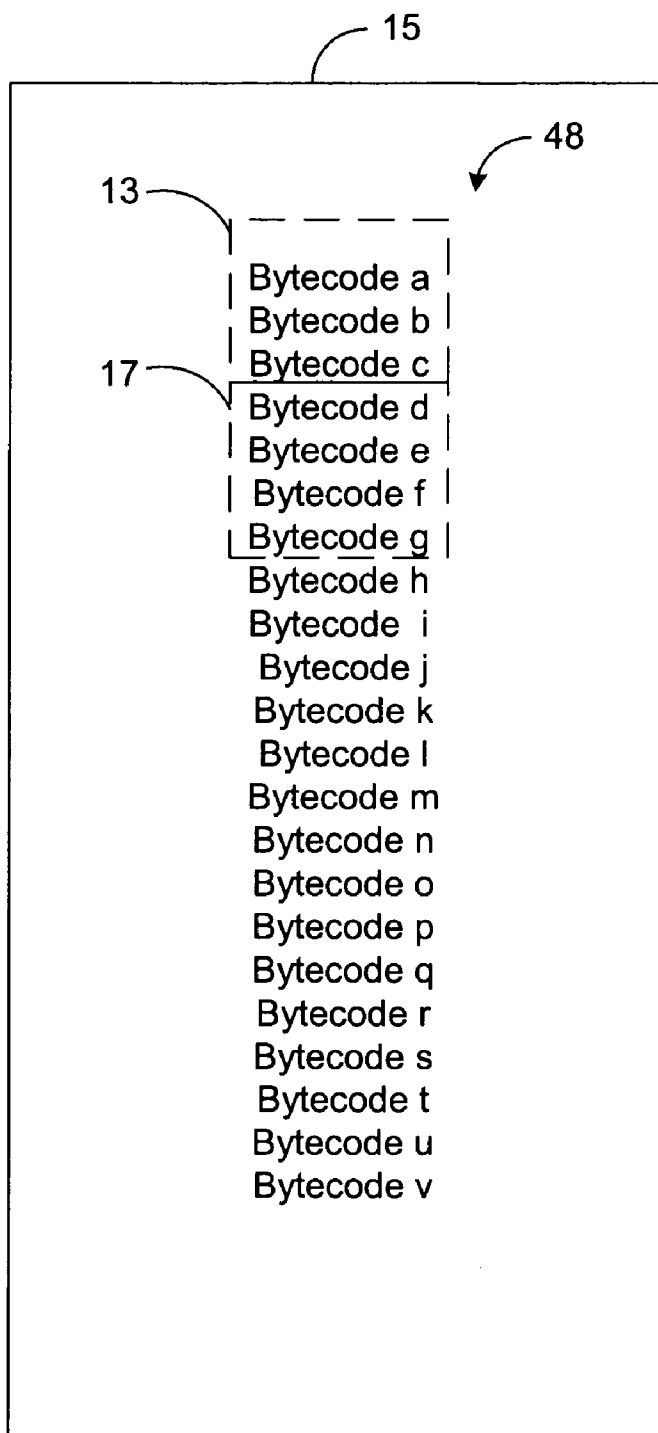 15
48
13
Bytecode a
Bytecode b
Bytecode c
17
Bytecode d
Bytecode e
Bytecode f
Bytecode g
Bytecode h
Bytecode i
Bytecode j
Bytecode k
Bytecode l
Bytecode m
Bytecode n
Bytecode o
Bytecode p
Bytecode q
Bytecode r
Bytecode s
Bytecode t
Bytecode u
Bytecode v